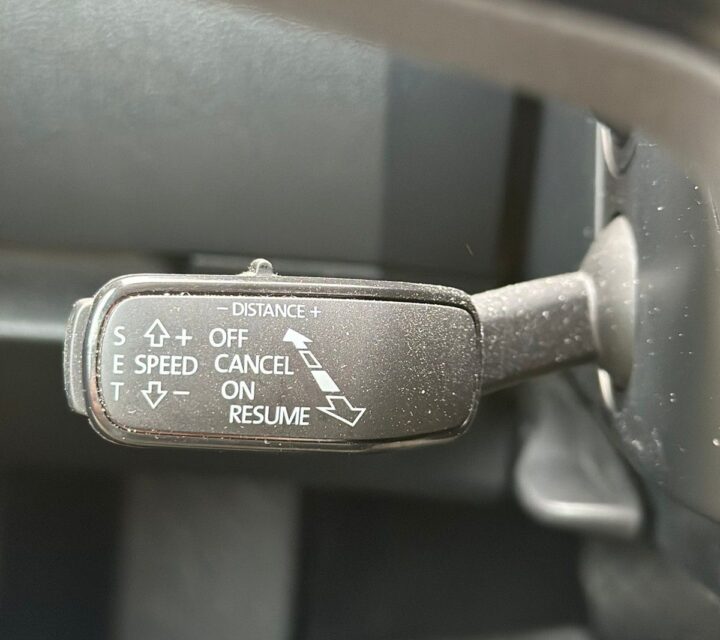 – DISTANCE +
S + OFF
E SPEED CANCEL
T – ON
RESUME